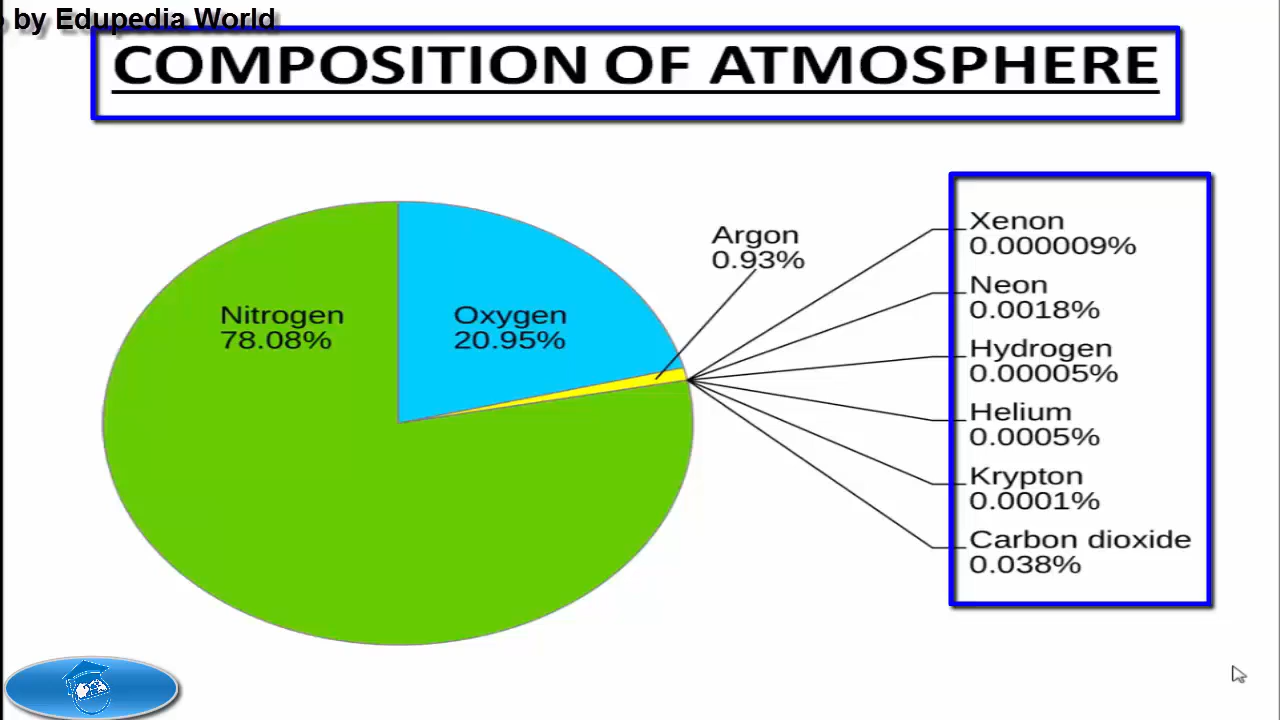 by Edupedia World
COMPOSITION OF ATMOSPHERE
Nitrogen
78.08%
Oxygen
20.95%
Argon
0.93%
Xenon
0.000009%
Neon
0.0018%
Hydrogen
0.00005%
Helium
0.0005%
Krypton
0.0001%
Carbon dioxide
0.038%